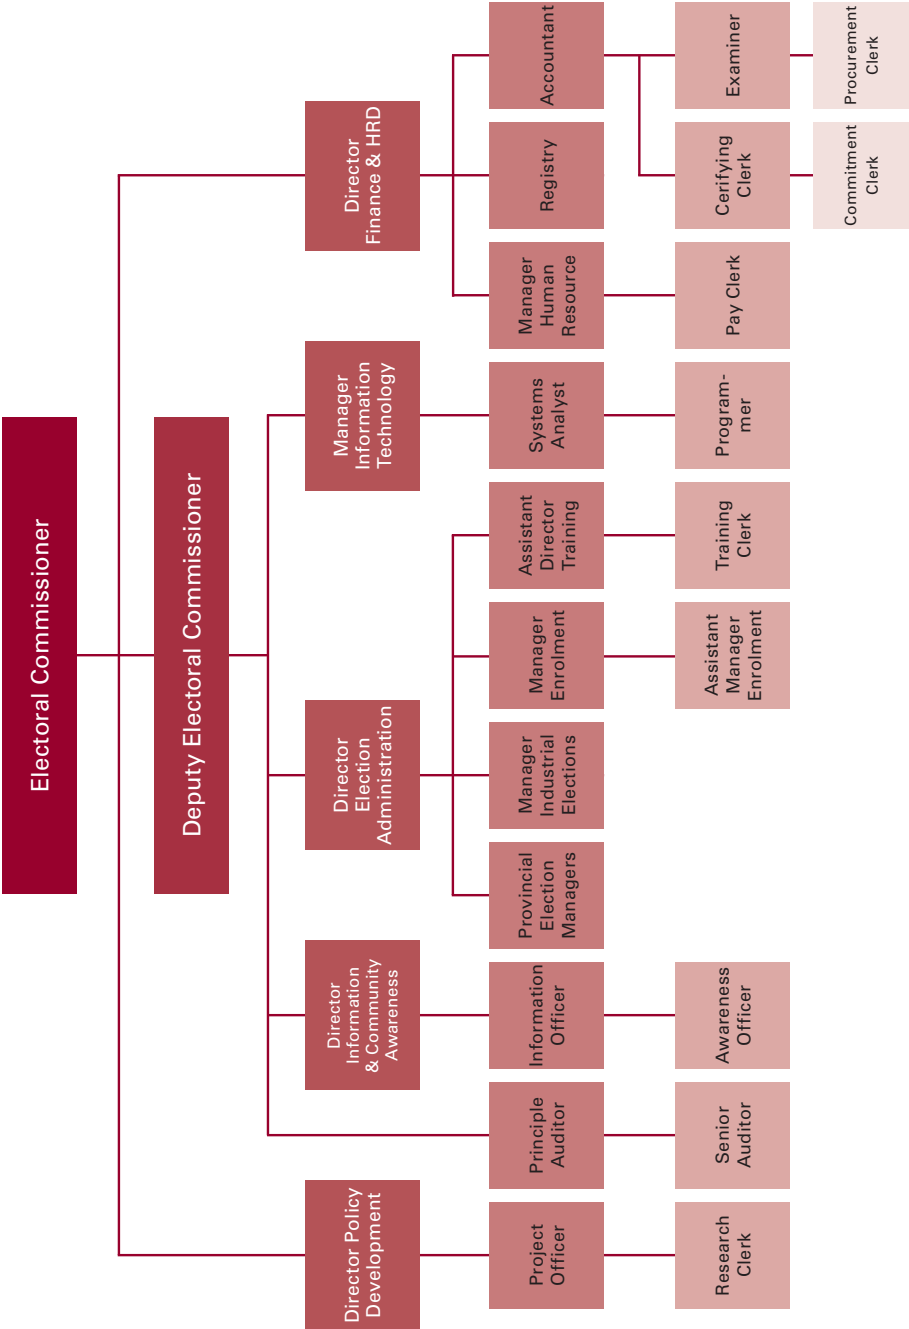 Electoral Commissioner
Deputy Electoral Commissioner
Director Policy
Development
Director
Information
& Community
Awareness
Director
Election
Administration
Manager
Information
Technology
Director
Finance & HRD
Project
Officer
Principle
Auditor
Information
Officer
Provincial
Election
Managers
Manager
Industrial
Elections
Manager
Enrolment
Assistant
Director
Training
Systems
Analyst
Manager
Human
Resource
Registry
Accountant
Research
Clerk
Senior
Auditor
Awareness
Officer
Assistant
Manager
Enrolment
Training
Clerk
Program-
mer
Pay Clerk
Cerifying
Clerk
Examiner
Commitment
Clerk
Procurement
Clerk